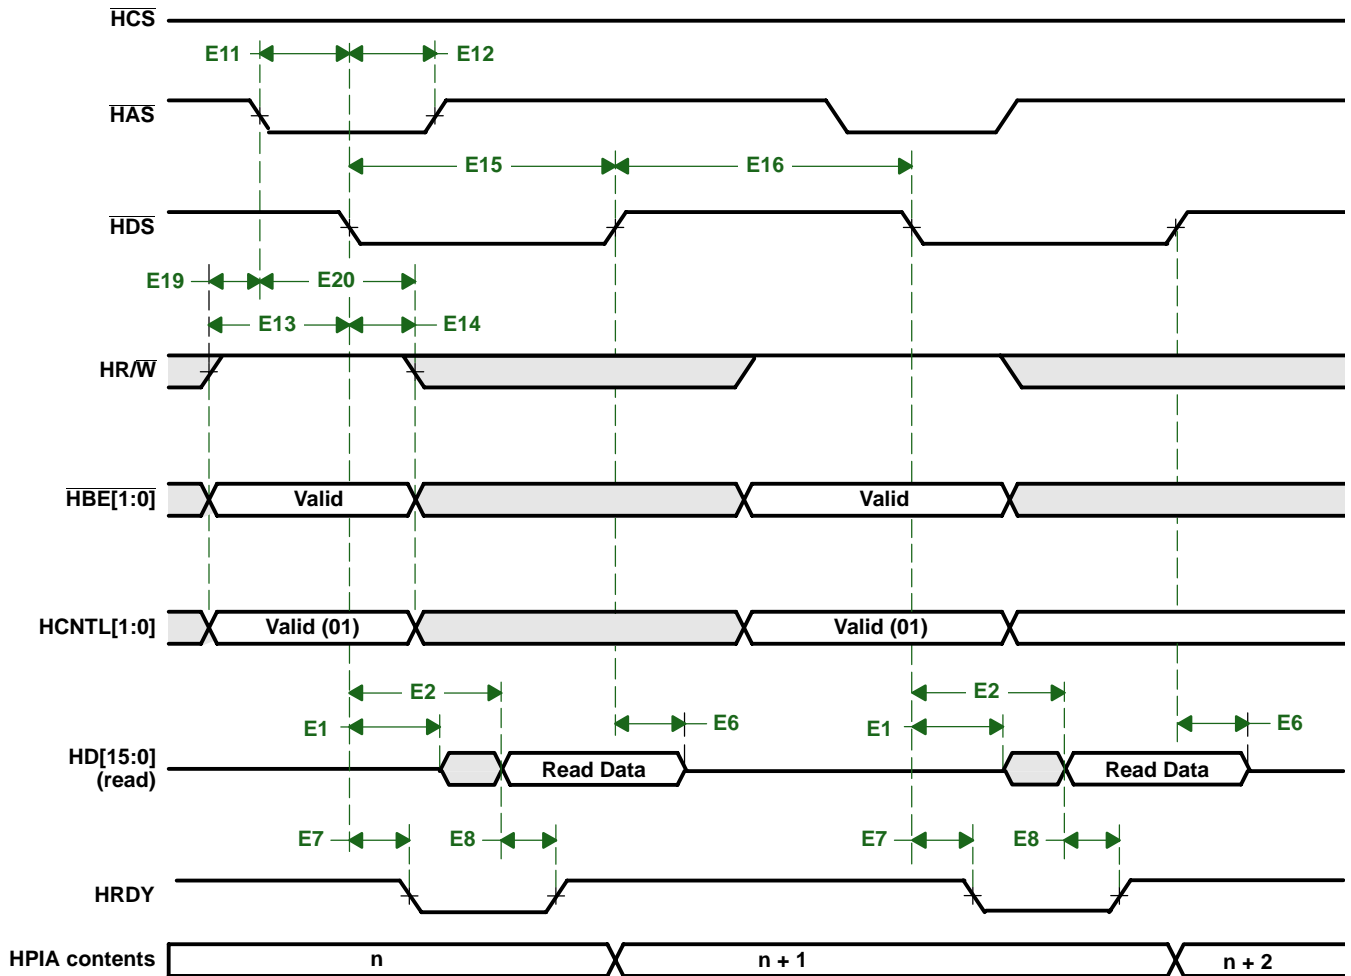 HCS
E11
E12
HAS
E15
E16
HDS
E19
E20
E13
E14
HR/W
HBE[1:0]
Valid
Valid
HCNTL[1:0]
Valid (01)
Valid (01)
E2
E2
E1
E6
E1
E6
HD[15:0]
(read)
Read Data
Read Data
E7
E8
E7
E8
HRDY
HPIA contents
n
n + 1
n + 2